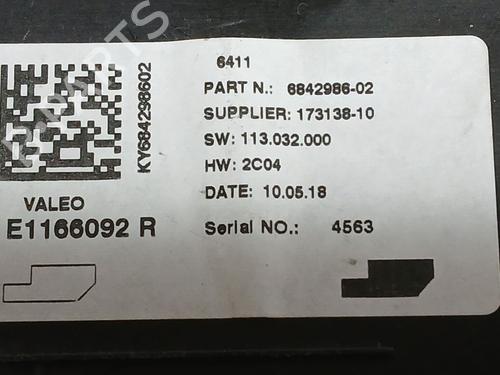 6411
PART N.: 6842986-02
SUPPLIER: 173138-10
SW: 113.032.000
HW: 2C04
DATE: 10.05.18
Serial NO.: 4563
KY684298602
VALEO
E1166092 R